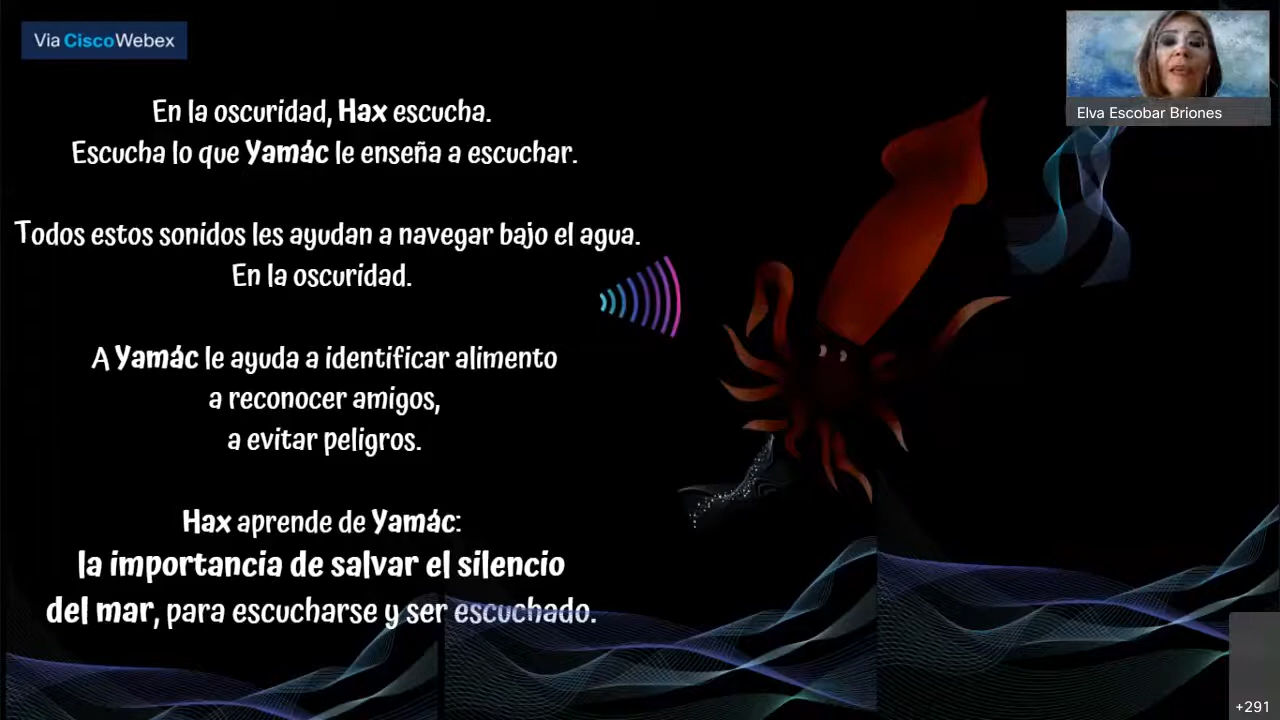 Via CiscoWebex
Elva Escobar Briones
En la oscuridad, Hax escucha.
Escucha lo que Yamác le enseña a escuchar.
Todos estos sonidos les ayudan a navegar bajo el agua.
En la oscuridad.
A Yamác le ayuda a identificar alimento
a reconocer amigos,
a evitar peligros.
Hax aprende de Yamác:
la importancia de salvar el silencio
del mar, para escucharse y ser escuchado.
+291